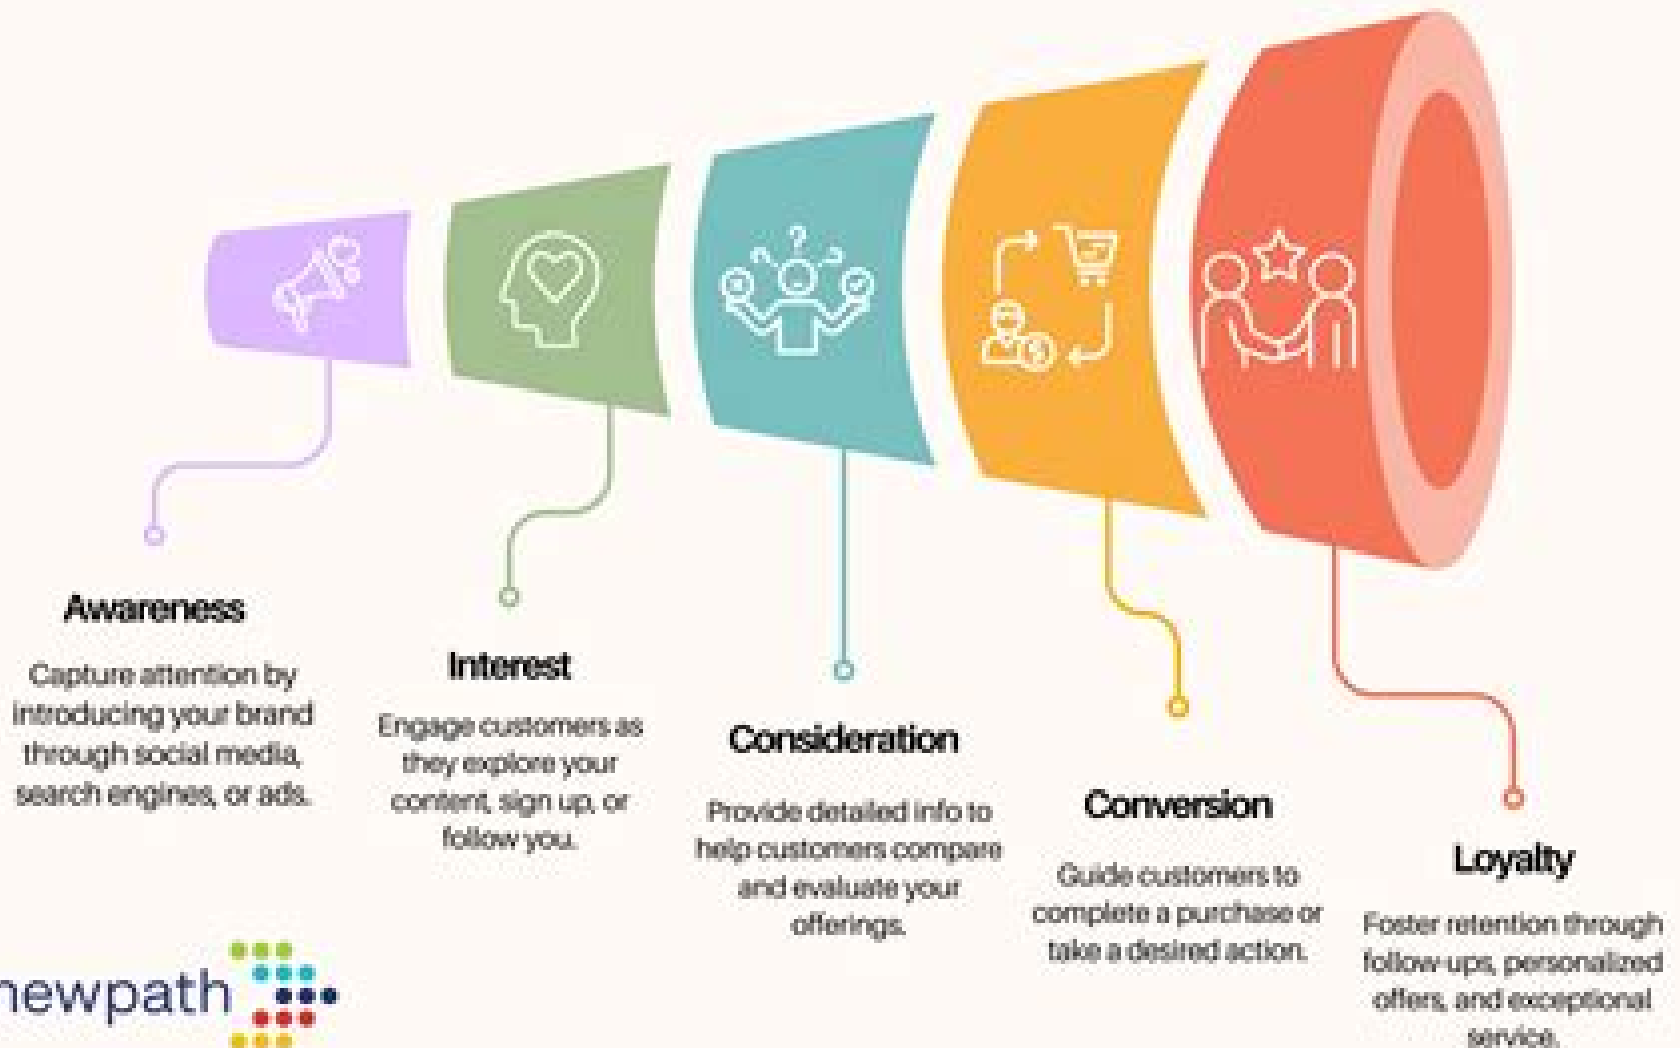 Awareness
Capture attention by
introducing your brand
through social media,
search engines, or ads.
Interest
Engage customers as
they explore your
content, sign up, or
follow you.
Consideration
Provide detailed info to
help customers compare
and evaluate your
offerings.
Conversion
Guide customers to
complete a purchase or
take a desired action.
Loyalty
Foster retention through
follow-ups, personalized
offers, and exceptional
service.
newpath